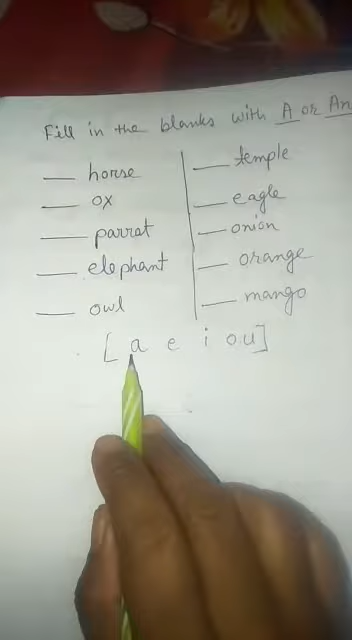 Fill in the blanks with A or An
___ horse
___ ox
___ parrat
___ elephant
___ owl
___ temple
___ eagle
___ onion
___ orange
___ mango
[ a e i o u ]